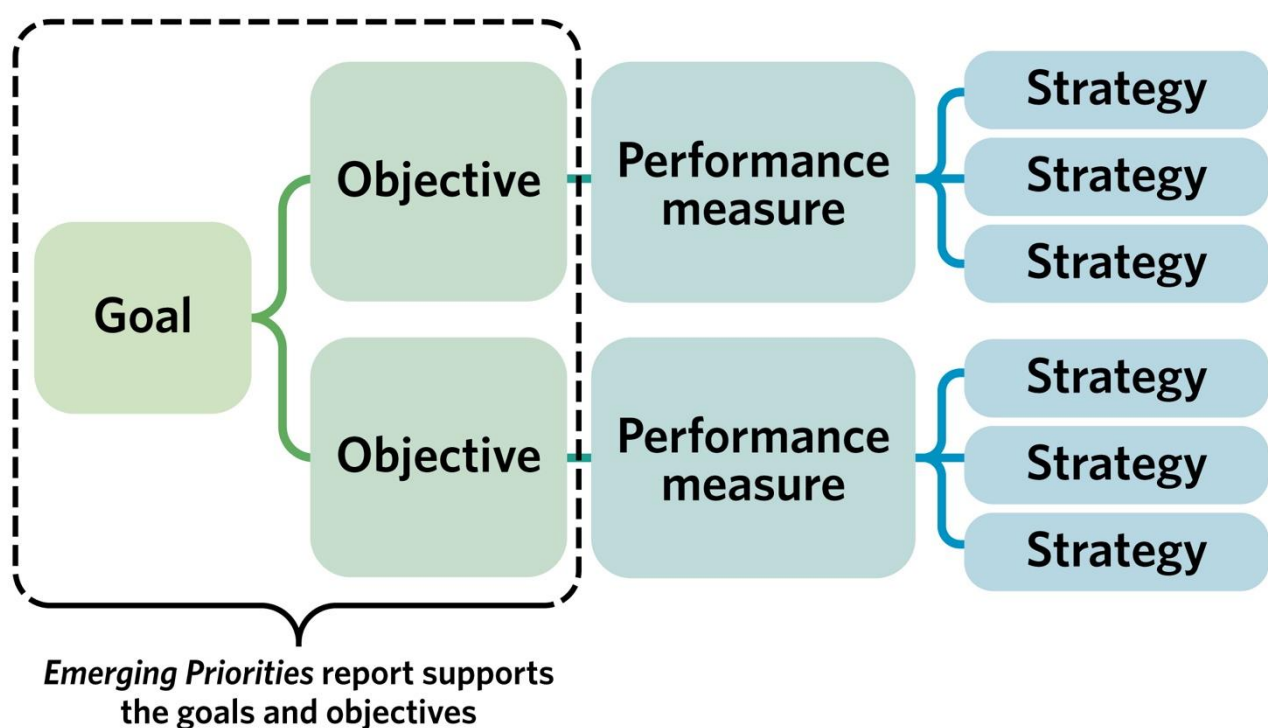 Goal
Objective
Performance
measure
Strategy
Strategy
Strategy
Objective
Performance
measure
Strategy
Strategy
Strategy
Emerging Priorities report supports
the goals and objectives